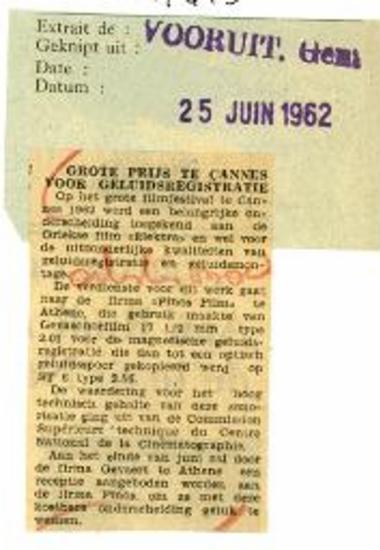 Extrait de :
Geknipt uit : VOORUIT. Gent
Date :
Datum :
25 JUIN 1962
GROTE PRIJS TE CANNES
VOOR GELUIDSREGISTRATIE
Op het grote filmfestival te Can-
nes 1962 werd een belangrijke on-
derscheiding toegekend aan de
Griekse film «Elektra» en wel voor
de uitzonderlijke kwaliteiten van
geluidsregistratie en geluidsmon-
tage.
De verdienste voor dit werk gaat
naar de firma «Finos Film» te
Athene, die gebruik maakte van
Gevasonorfilm 17 1/2 mm type
2.01 voor de magnetische geluids-
registratie die dan tot een optisch
geluidsspoor gekopieerd werd op
type 2.56.
De waardering voor het hoog
technisch gehalte van deze sono-
risatie ging uit van de Commission
Supérieure technique du Centre
National de la Cinématographie.
Aan het einde van juni zal door
de firma Gevaert te Athene een
receptie aangeboden worden aan
de firma Finos, om ze met deze
kostbare onderscheiding geluk te
wensen.